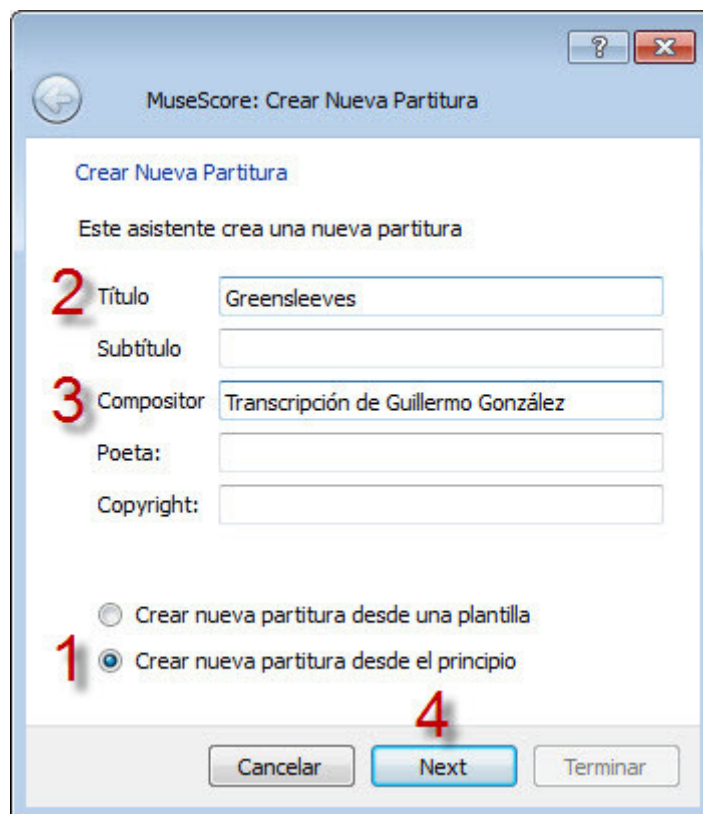 ?
MuseScore: Crear Nueva Partitura
Crear Nueva Partitura
Este asistente crea una nueva partitura
2 Título Greensleeves
Subtítulo
3 Compositor Transcripción de Guillermo González
Poeta:
Copyright:
Crear nueva partitura desde una plantilla
1 Crear nueva partitura desde el principio
4
Cancelar Next Terminar